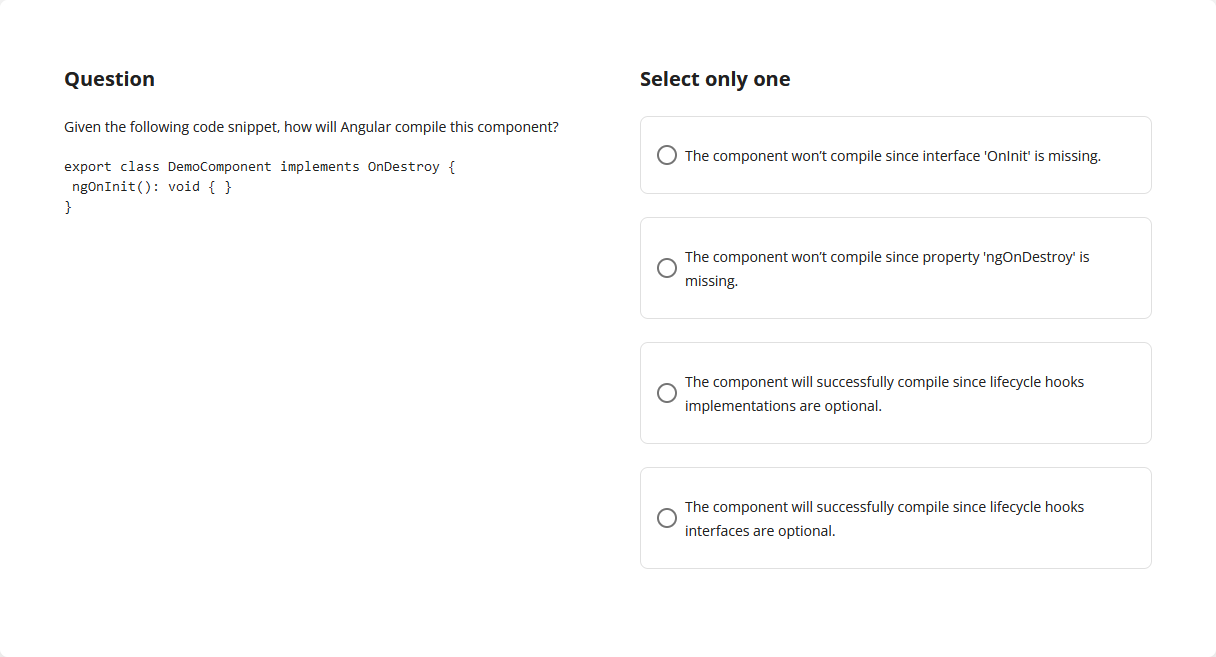 Question
Given the following code snippet, how will Angular compile this component?
export class DemoComponent implements OnDestroy {
 ngOnInit(): void { }
}
Select only one
The component won’t compile since interface 'OnInit' is missing.
The component won’t compile since property 'ngOnDestroy' is
missing.
The component will successfully compile since lifecycle hooks
implementations are optional.
The component will successfully compile since lifecycle hooks
interfaces are optional.